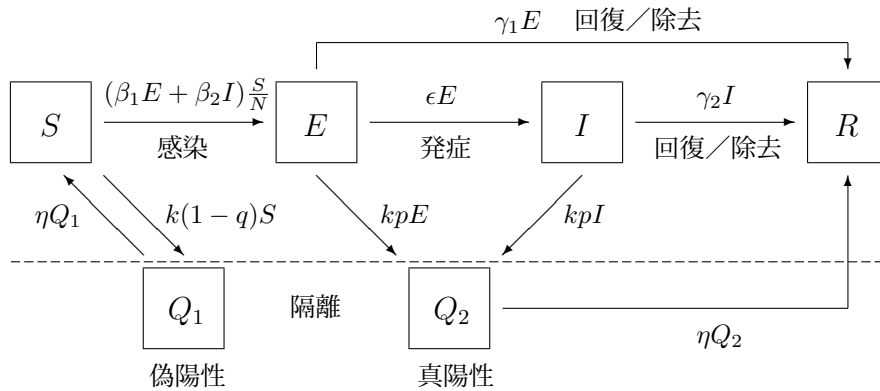 γ₁E 回復／除去
S
(β₁E + β₂I) S/N
感染
E
ϵE
発症
I
γ₂I
回復／除去
R
ηQ₁
k(1 - q)S
kpE
kpI
Q₁
隔離
Q₂
ηQ₂
偽陽性
真陽性